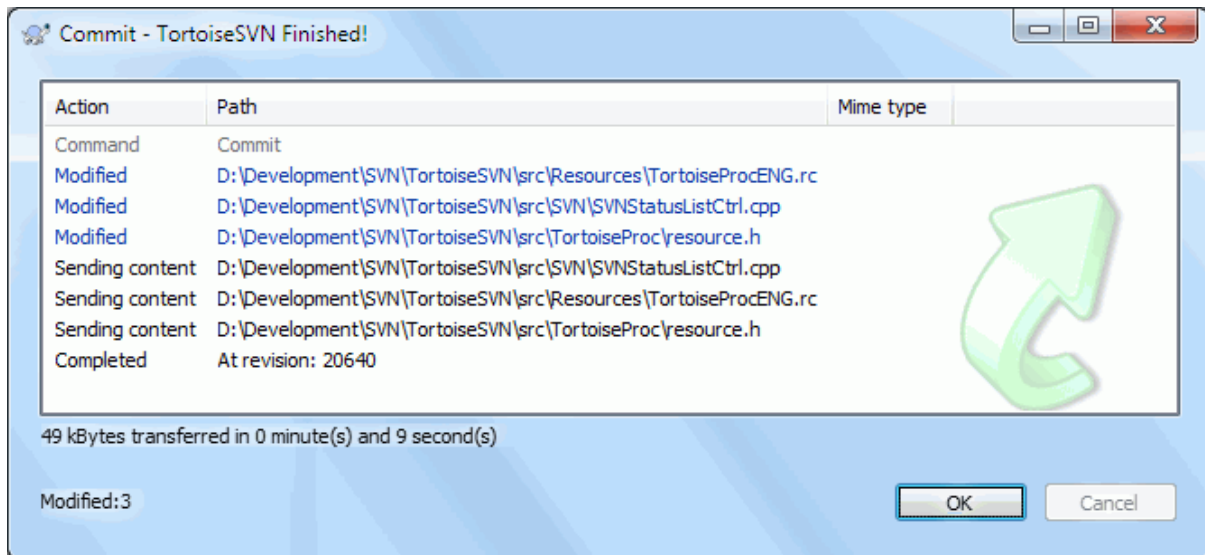 Commit - TortoiseSVN Finished!
Action Path Mime type
Command Commit
Modified D:\Development\SVN\TortoiseSVN\src\Resources\TortoiseProcENG.rc
Modified D:\Development\SVN\TortoiseSVN\src\SVN\SVNStatusListCtrl.cpp
Modified D:\Development\SVN\TortoiseSVN\src\TortoiseProc\resource.h
Sending content D:\Development\SVN\TortoiseSVN\src\SVN\SVNStatusListCtrl.cpp
Sending content D:\Development\SVN\TortoiseSVN\src\Resources\TortoiseProcENG.rc
Sending content D:\Development\SVN\TortoiseSVN\src\TortoiseProc\resource.h
Completed At revision: 20640
49 kBytes transferred in 0 minute(s) and 9 second(s)
Modified:3
OK Cancel